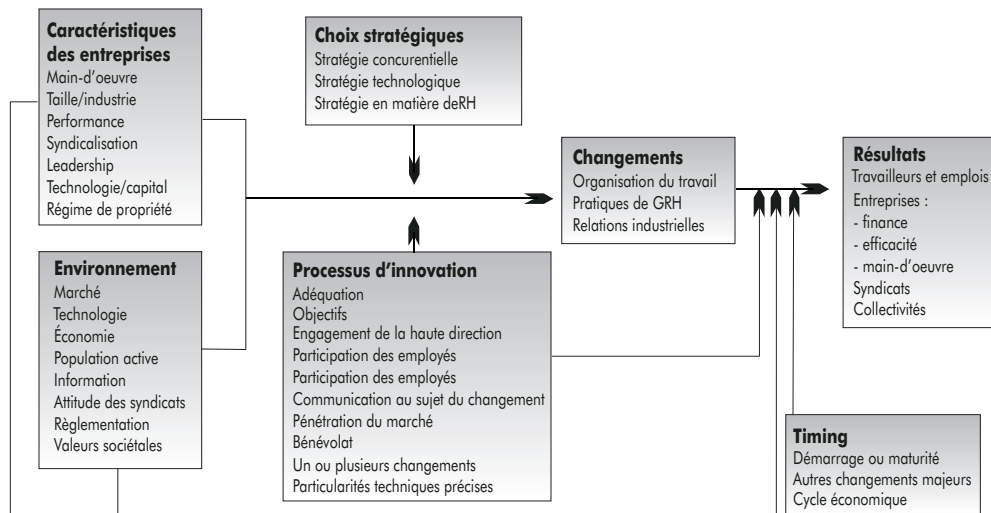 Caractéristiques
des entreprises
Main-d'oeuvre
Taille/industrie
Performance
Syndicalisation
Leadership
Technologie/capital
Régime de propriété
Choix stratégiques
Stratégie concurentielle
Stratégie technologique
Stratégie en matière deRH
Environnement
Marché
Technologie
Économie
Population active
Information
Attitude des syndicats
Règlementation
Valeurs sociétales
Processus d'innovation
Adéquation
Objectifs
Engagement de la haute direction
Participation des employés
Participation des employés
Communication au sujet du changement
Pénétration du marché
Bénévolat
Un ou plusieurs changements
Particularités techniques précises
Changements
Organisation du travail
Pratiques de GRH
Relations industrielles
Résultats
Travailleurs et emplois
Entreprises :
- finance
- efficacité
- main-d'oeuvre
Syndicats
Collectivités
Timing
Démarrage ou maturité
Autres changements majeurs
Cycle économique